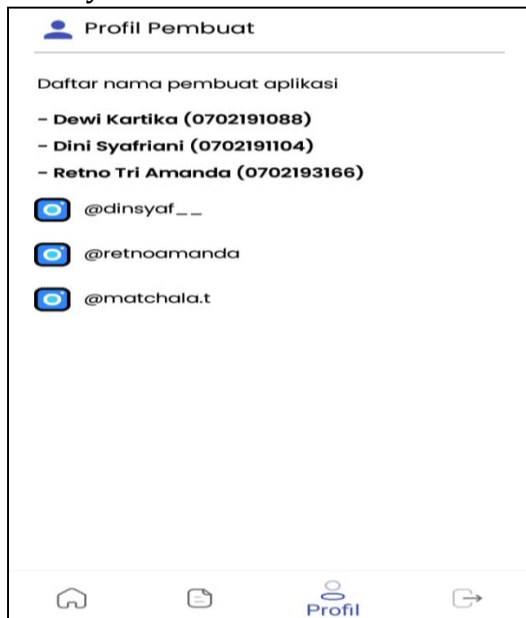 Profil Pembuat
Daftar nama pembuat aplikasi
- Dewi Kartika (0702191088)
- Dini Syafriani (0702191104)
- Retno Tri Amanda (0702193166)
@dinsyaf__
@retnoamanda
@matchala.t
Profil